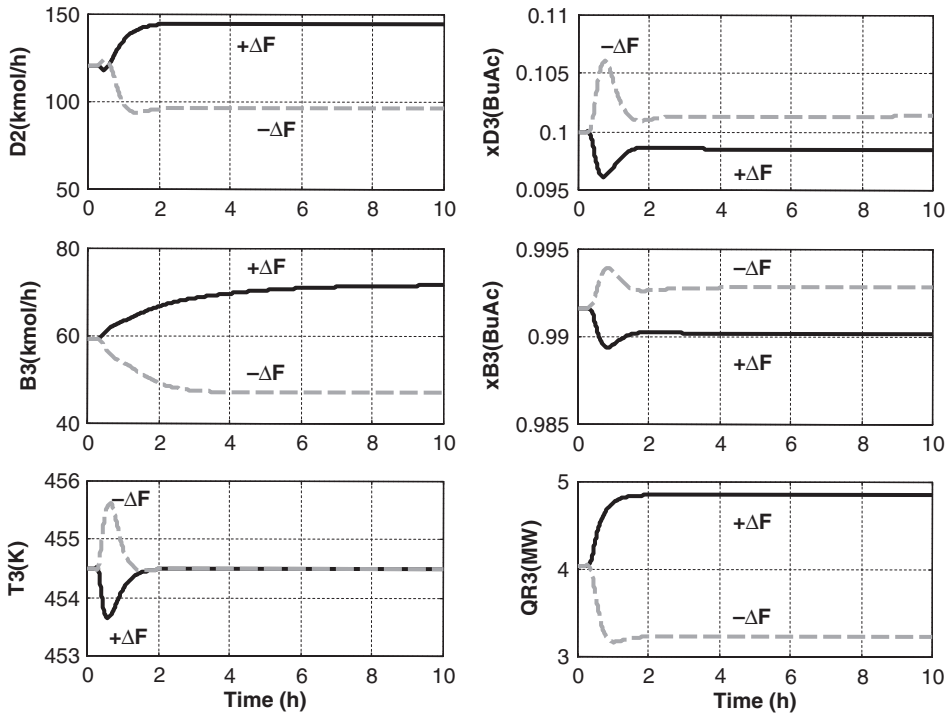 150
100
50
D2(kmol/h)
+ΔF
−ΔF
0 2 4 6 8 10
0.11
0.105
0.1
0.095
xD3(BuAc)
−ΔF
+ΔF
0 2 4 6 8 10
80
60
40
B3(kmol/h)
+ΔF
−ΔF
0 2 4 6 8 10
0.995
0.99
0.985
xB3(BuAc)
−ΔF
+ΔF
0 2 4 6 8 10
456
455
454
453
T3(K)
−ΔF
+ΔF
0 2 4 6 8 10
Time (h)
5
4
3
QR3(MW)
+ΔF
−ΔF
0 2 4 6 8 10
Time (h)